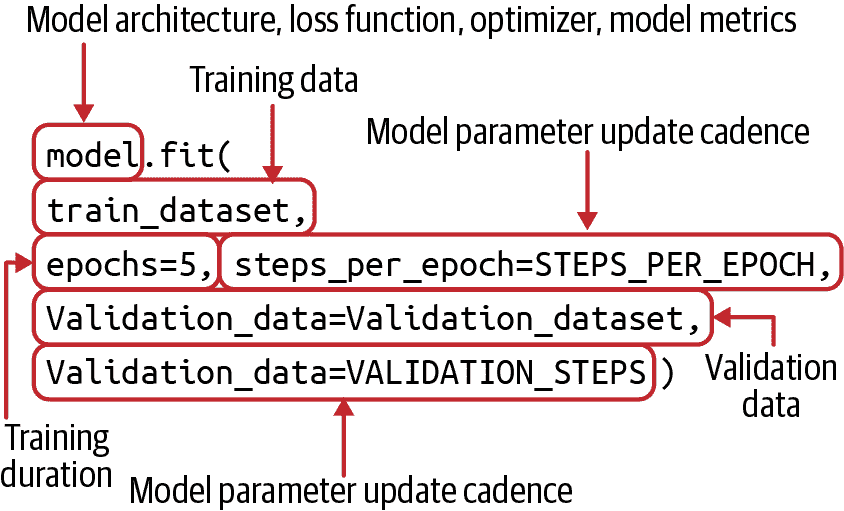 Model architecture, loss function, optimizer, model metrics
Training data
Model parameter update cadence
model.fit(
train_dataset,
epochs=5, steps_per_epoch=STEPS_PER_EPOCH,
Validation_data=Validation_dataset,
Validation_data=VALIDATION_STEPS)
Validation
data
Training
duration
Model parameter update cadence